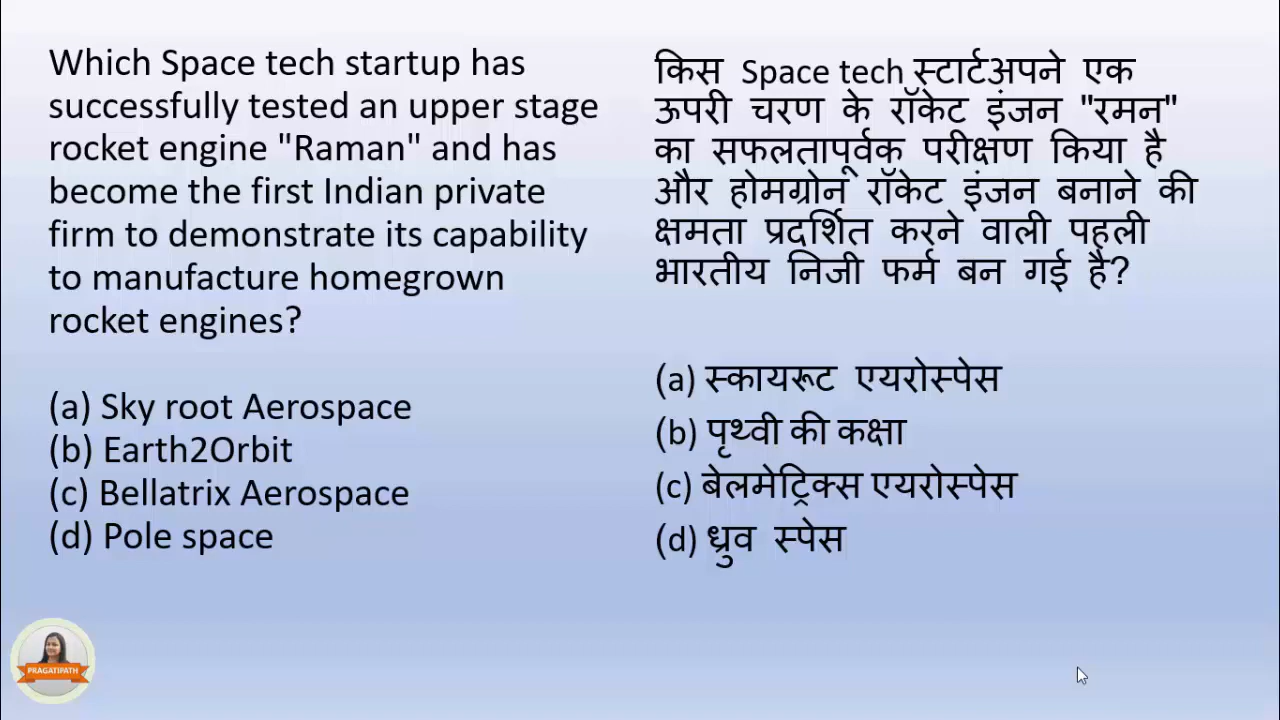 Which Space tech startup has
successfully tested an upper stage
rocket engine "Raman" and has
become the first Indian private
firm to demonstrate its capability
to manufacture homegrown
rocket engines?
(a) Sky root Aerospace
(b) Earth2Orbit
(c) Bellatrix Aerospace
(d) Pole space
किस Space tech स्टार्टअपने एक
ऊपरी चरण के रॉकेट इंजन "रमन"
का सफलतापूर्वक परीक्षण किया है
और होमग्रोन रॉकेट इंजन बनाने की
क्षमता प्रदर्शित करने वाली पहली
भारतीय निजी फर्म बन गई है?
(a) स्कायरूट एयरोस्पेस
(b) पृथ्वी की कक्षा
(c) बेलमेट्रिक्स एयरोस्पेस
(d) ध्रुव स्पेस
PRAGATIPATH